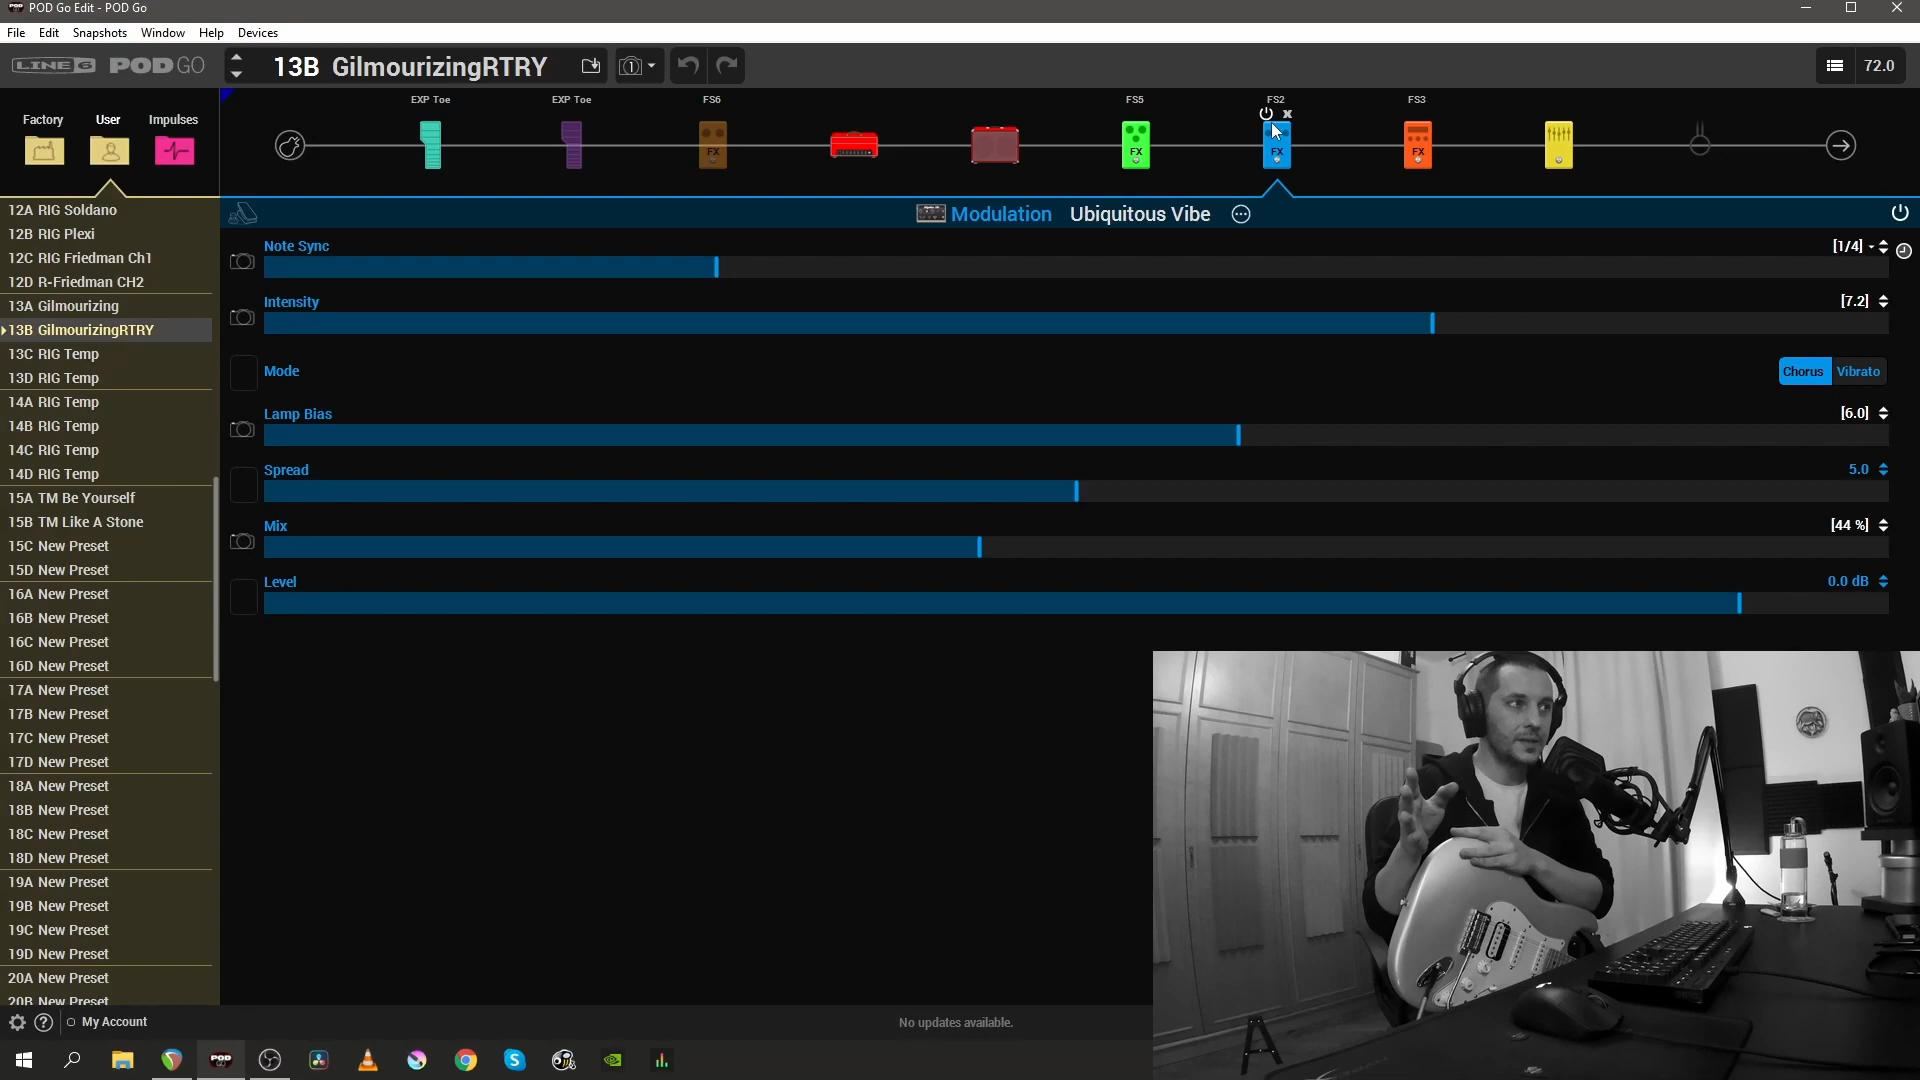 POD Go Edit - POD Go
File Edit Snapshots Window Help Devices
LINE 6 POD GO
13B GilmourizingRTRY
1
72.0
Factory User Impulses
EXP Toe
EXP Toe
FS6
FS5
FS2
FS3
x
FX
FX
FX
FX
Modulation Ubiquitous Vibe
12A RIG Soldano
12B RIG Plexi
12C RIG Friedman Ch1
12D R-Friedman CH2
13A Gilmourizing
13B GilmourizingRTRY
13C RIG Temp
13D RIG Temp
14A RIG Temp
14B RIG Temp
14C RIG Temp
14D RIG Temp
15A TM Be Yourself
15B TM Like A Stone
15C New Preset
15D New Preset
16A New Preset
16B New Preset
16C New Preset
16D New Preset
17A New Preset
17B New Preset
17C New Preset
17D New Preset
18A New Preset
18B New Preset
18C New Preset
18D New Preset
19A New Preset
19B New Preset
19C New Preset
19D New Preset
20A New Preset
20B New Preset
Note Sync [1/4]
Intensity [7.2]
Mode Chorus Vibrato
Lamp Bias [6.0]
Spread 5.0
Mix [44 %]
Level 0.0 dB
My Account
No updates available.
POD